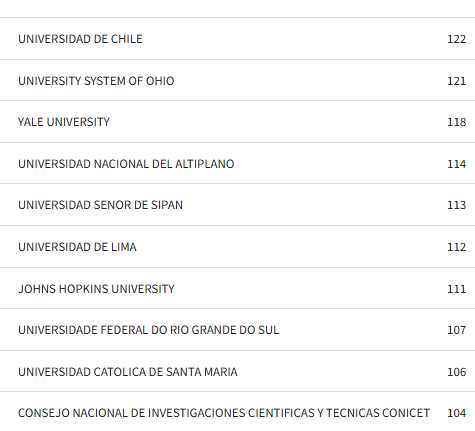 UNIVERSIDAD DE CHILE 122
UNIVERSITY SYSTEM OF OHIO 121
YALE UNIVERSITY 118
UNIVERSIDAD NACIONAL DEL ALTIPLANO 114
UNIVERSIDAD SENOR DE SIPAN 113
UNIVERSIDAD DE LIMA 112
JOHNS HOPKINS UNIVERSITY 111
UNIVERSIDADE FEDERAL DO RIO GRANDE DO SUL 107
UNIVERSIDAD CATOLICA DE SANTA MARIA 106
CONSEJO NACIONAL DE INVESTIGACIONES CIENTIFICAS Y TECNICAS CONICET 104